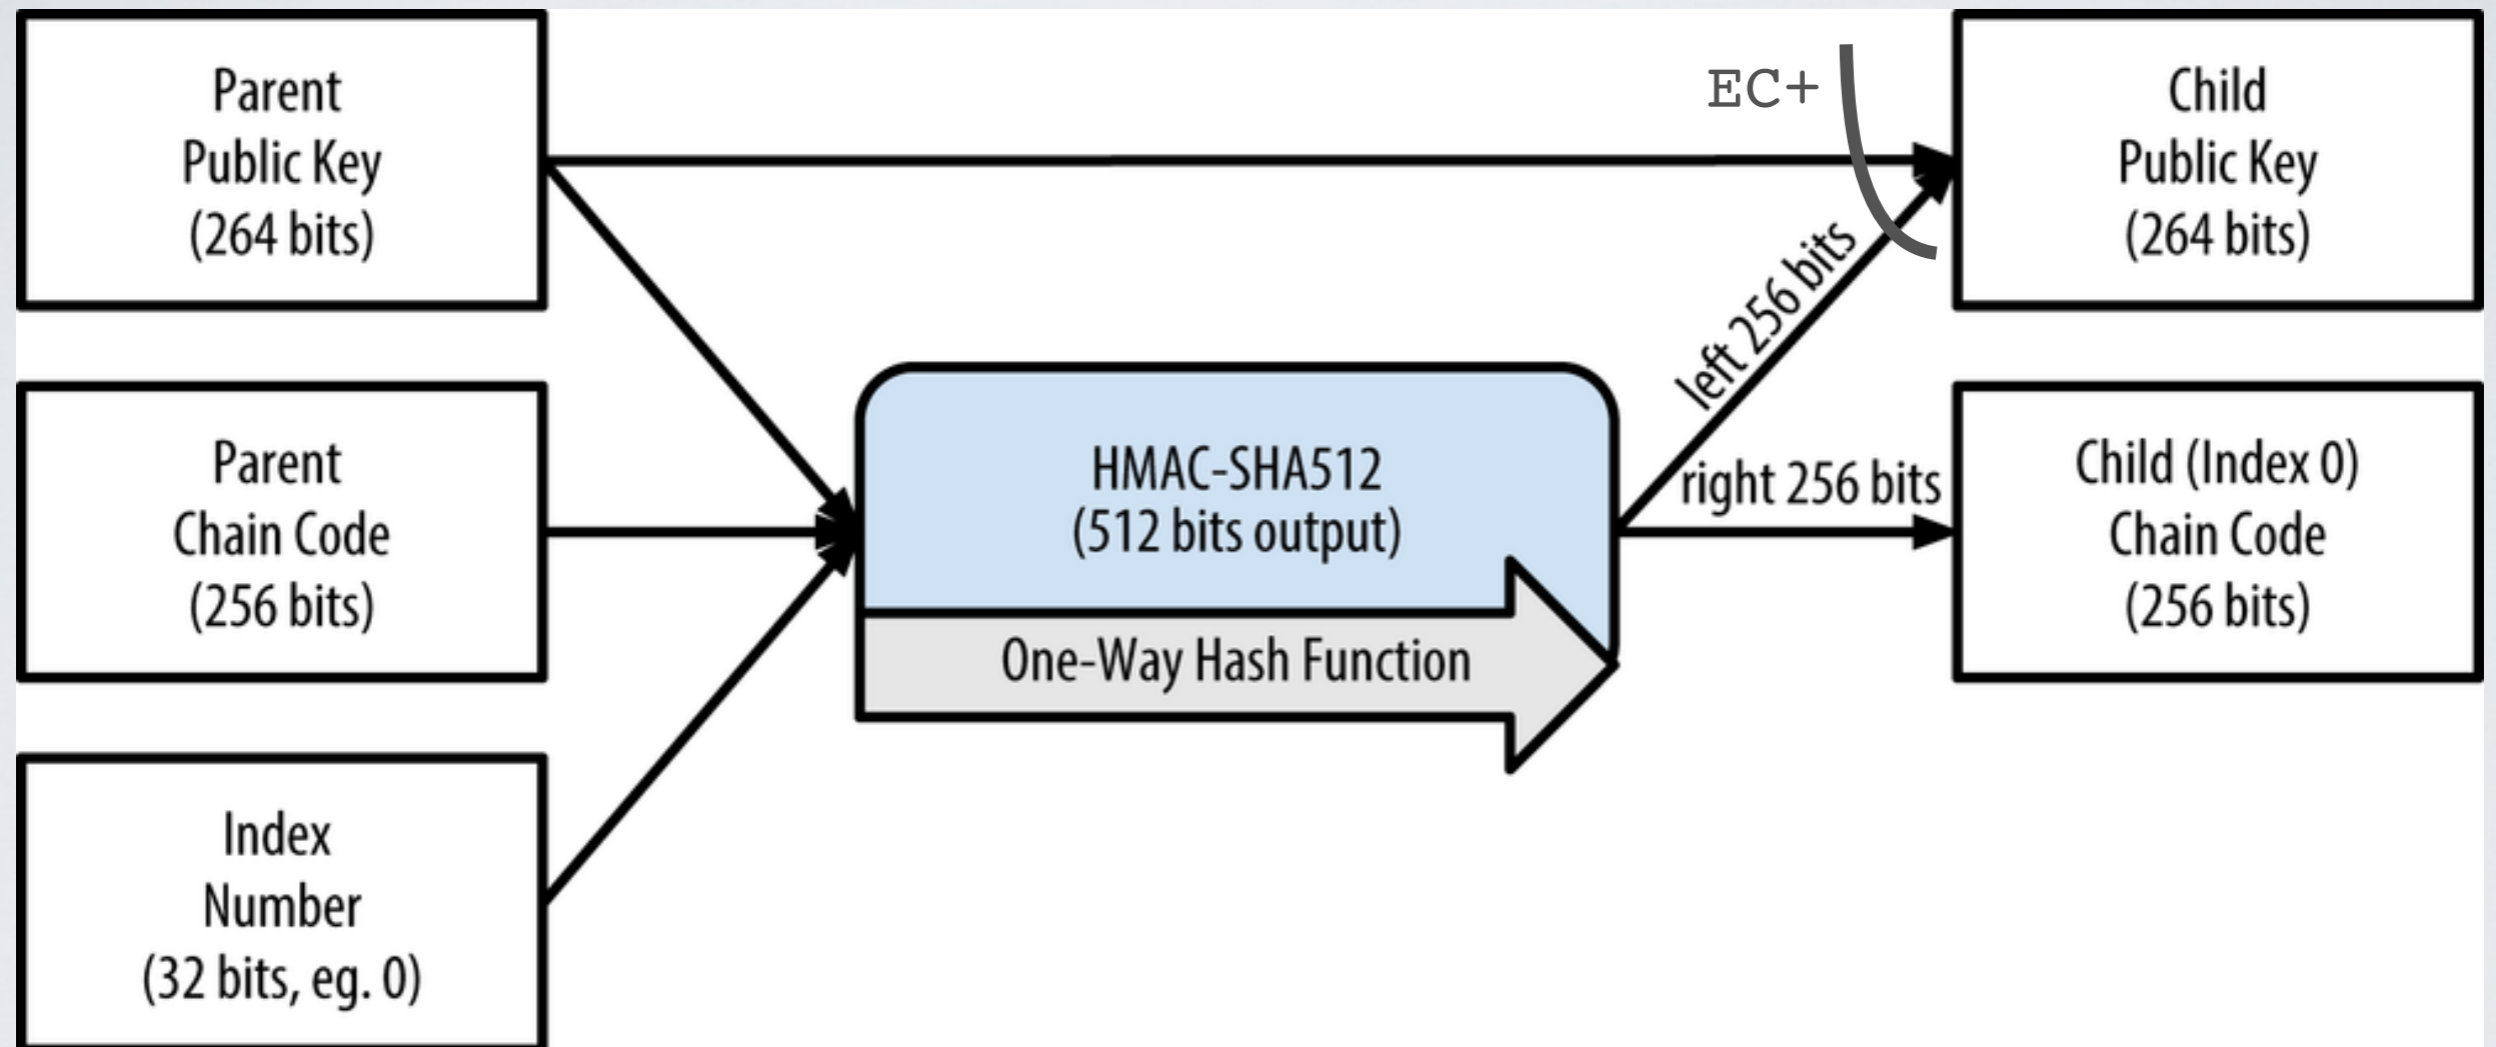 Parent
Public Key
(264 bits)
EC+
Child
Public Key
(264 bits)
left 256 bits
Parent
Chain Code
(256 bits)
HMAC-SHA512
(512 bits output)
One-Way Hash Function
right 256 bits
Child (Index 0)
Chain Code
(256 bits)
Index
Number
(32 bits, eg. 0)